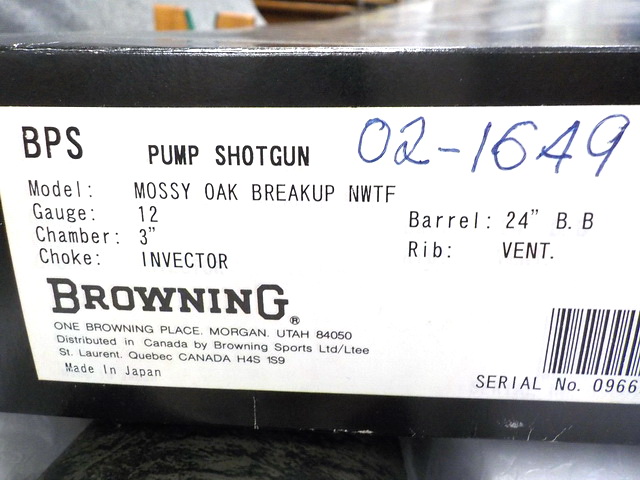 BPS PUMP SHOTGUN 02-1649
Model: MOSSY OAK BREAKUP NWTF
Gauge: 12
Barrel: 24" B.B
Chamber: 3"
Rib: VENT.
Choke: INVECTOR
BROWNING®
ONE BROWNING PLACE. MORGAN. UTAH 84050
Distributed in Canada by Browning Sports Ltd/Ltee
St. Laurent. Quebec CANADA H4S 1S9
Made In Japan
SERIAL No. 0966